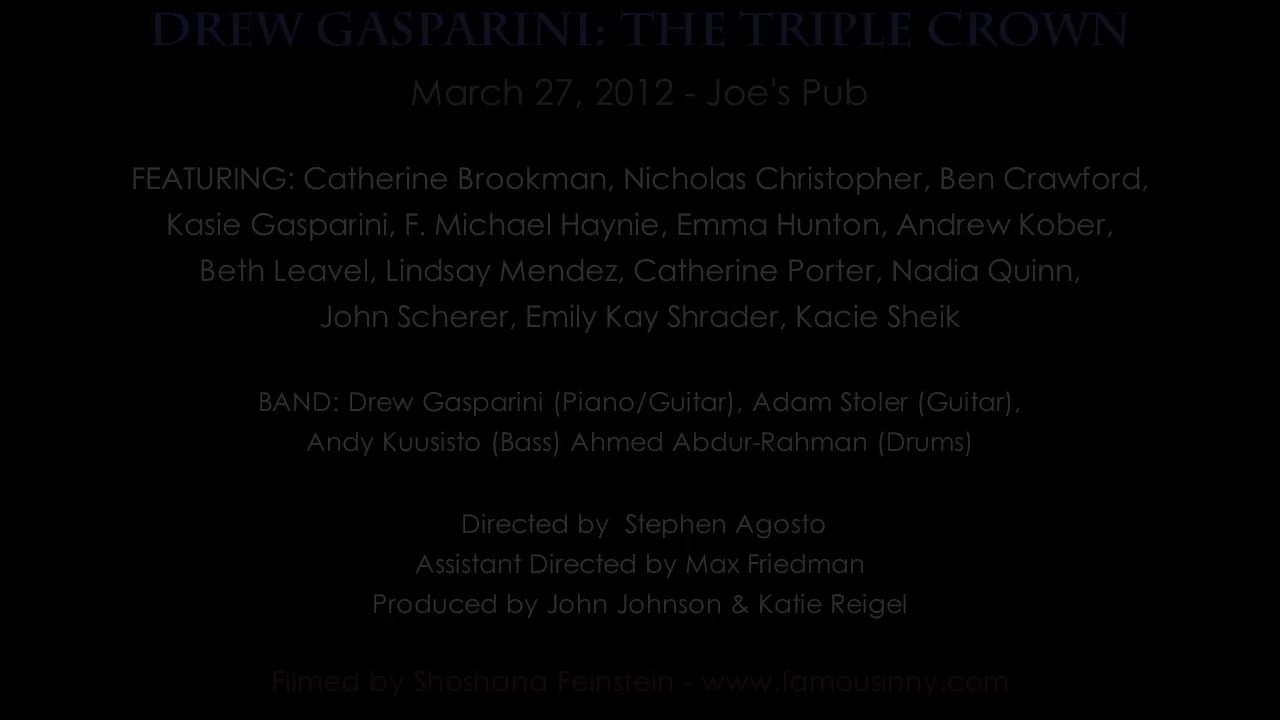 DREW GASPARINI: THE TRIPLE CROWN
March 27, 2012 - Joe's Pub
FEATURING: Catherine Brookman, Nicholas Christopher, Ben Crawford,
Kasie Gasparini, F. Michael Haynie, Emma Hunton, Andrew Kober,
Beth Leavel, Lindsay Mendez, Catherine Porter, Nadia Quinn,
John Scherer, Emily Kay Shrader, Kacie Sheik
BAND: Drew Gasparini (Piano/Guitar), Adam Stoler (Guitar),
Andy Kuusisto (Bass) Ahmed Abdur-Rahman (Drums)
Directed by  Stephen Agosto
Assistant Directed by Max Friedman
Produced by John Johnson & Katie Reigel
Filmed by Shoshana Feinstein - www.famousinny.com